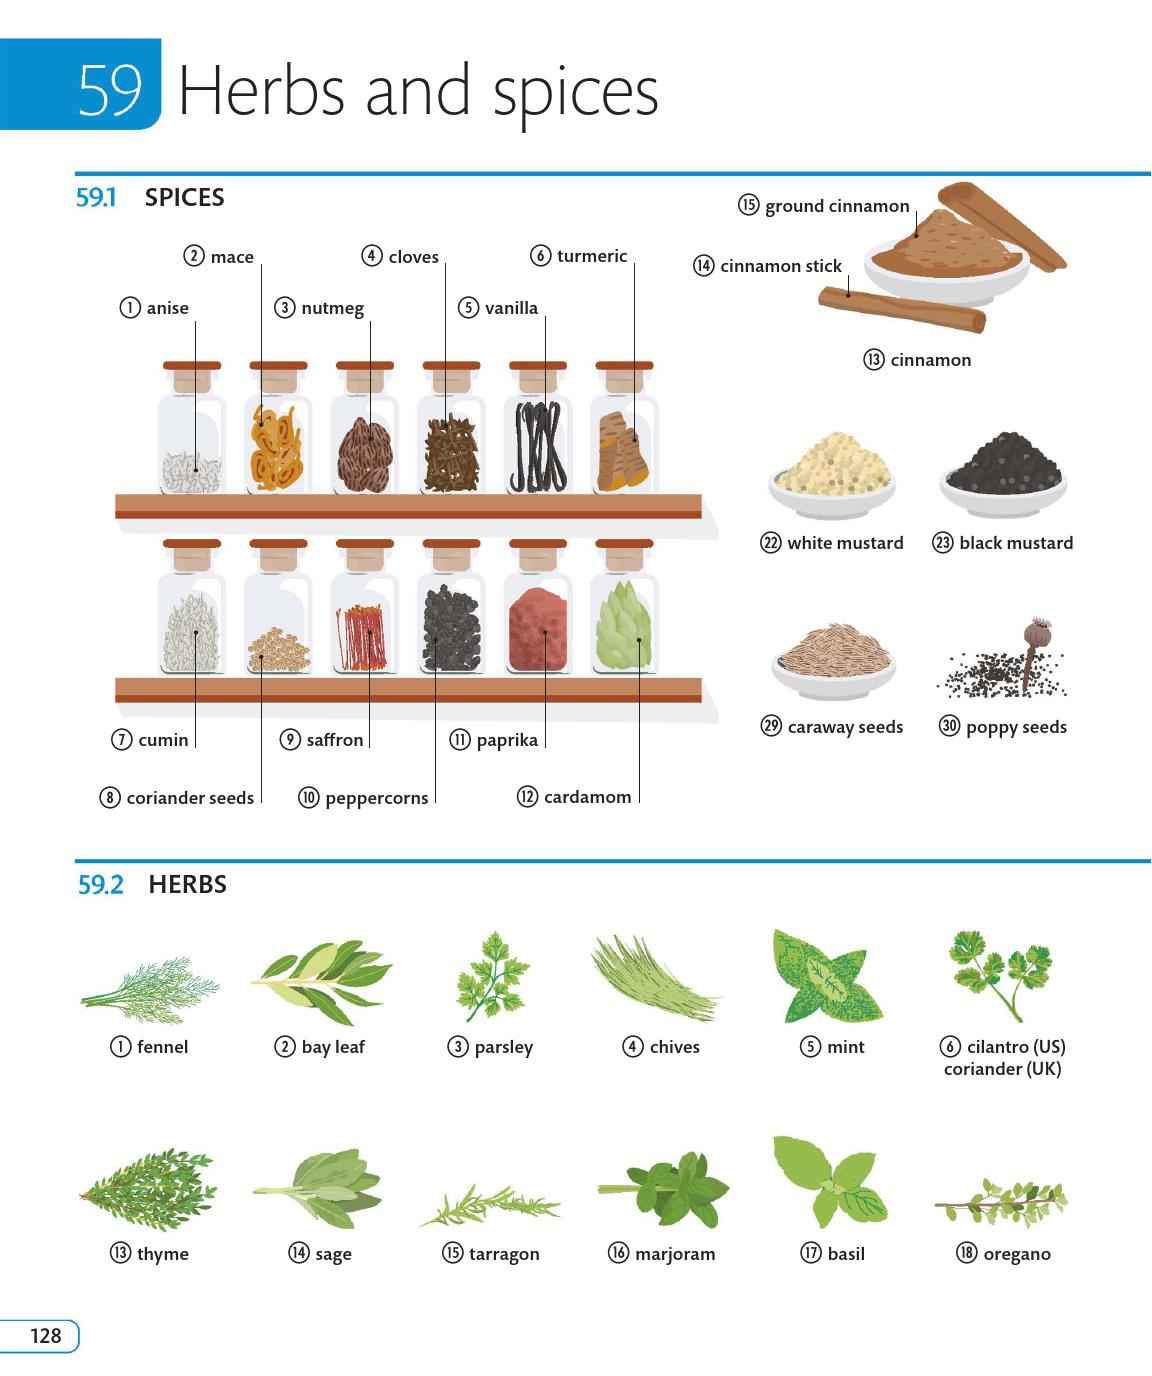 59 Herbs and spices
59.1 SPICES
② mace
④ cloves
⑥ turmeric
① anise
③ nutmeg
⑤ vanilla
⑦ cumin
⑨ saffron
⑪ paprika
⑧ coriander seeds
⑩ peppercorns
⑫ cardamom
⑮ ground cinnamon
⑭ cinnamon stick
⑬ cinnamon
㉒ white mustard
㉓ black mustard
㉙ caraway seeds
㉚ poppy seeds
59.2 HERBS
① fennel
② bay leaf
③ parsley
④ chives
⑤ mint
⑥ cilantro (US)
coriander (UK)
⑬ thyme
⑭ sage
⑮ tarragon
⑯ marjoram
⑰ basil
⑱ oregano
128